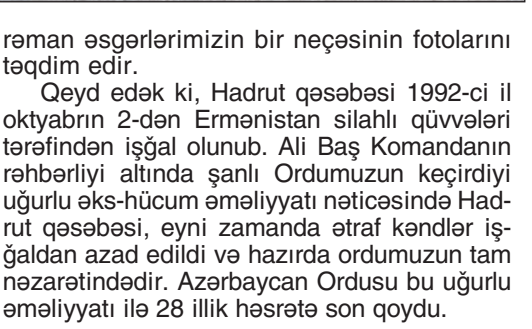 rəman əsgərlərimizin bir neçəsinin fotolarını
təqdim edir.
Qeyd edək ki, Hadrut qəsəbəsi 1992-ci il
oktyabrın 2-dən Ermənistan silahlı qüvvələri
tərəfindən işğal olunub. Ali Baş Komandanın
rəhbərliyi altında şanlı Ordumuzun keçirdiyi
uğurlu əks-hücum əməliyyatı nəticəsində Had-
rut qəsəbəsi, eyni zamanda ətraf kəndlər iş-
ğaldan azad edildi və hazırda ordumuzun tam
nəzarətindədir. Azərbaycan Ordusu bu uğurlu
əməliyyatı ilə 28 illik həsrətə son qoydu.